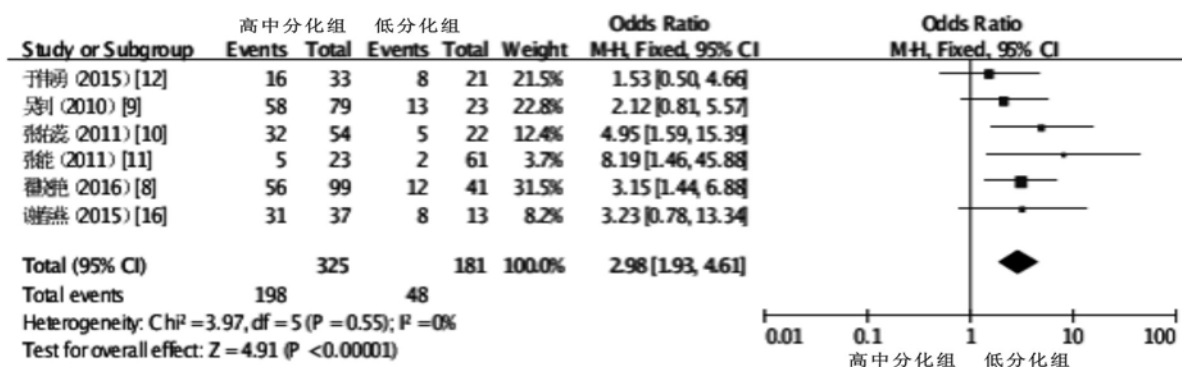 高中分化组 低分化组 Odds Ratio Odds Ratio
Study or Subgroup Events Total Events Total Weight M-H, Fixed, 95% CI M-H, Fixed, 95% CI
(2015) [12] 16 33 8 21 21.5% 1.53 [0.50, 4.66]
(2010) [9] 58 79 13 23 22.8% 2.12 [0.81, 5.57]
(2011) [10] 32 54 5 22 12.4% 4.95 [1.59, 15.39]
(2011) [11] 5 23 2 61 3.7% 8.19 [1.46, 45.88]
(2016) [8] 56 99 12 41 31.5% 3.15 [1.44, 6.88]
(2015) [16] 31 37 8 13 8.2% 3.23 [0.78, 13.34]
Total (95% CI) 325 181 100.0% 2.98 [1.93, 4.61]
Total events 198 48
Heterogeneity: Chi² = 3.97, df = 5 (P = 0.55); I² = 0%
Test for overall effect: Z = 4.91 (P < 0.00001)
0.01 0.1 1 10 100
高中分化组 低分化组